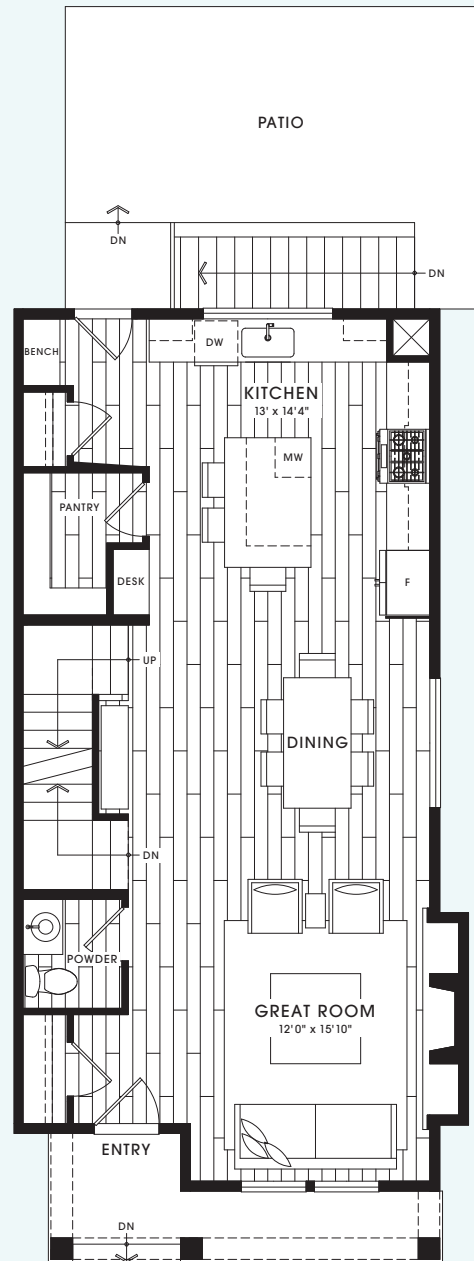 PATIO
DN
DN
BENCH
DW
KITCHEN
13' x 14'4"
MW
PANTRY
DESK
F
UP
DINING
DN
POWDER
GREAT ROOM
12'0" x 15'10"
ENTRY
DN